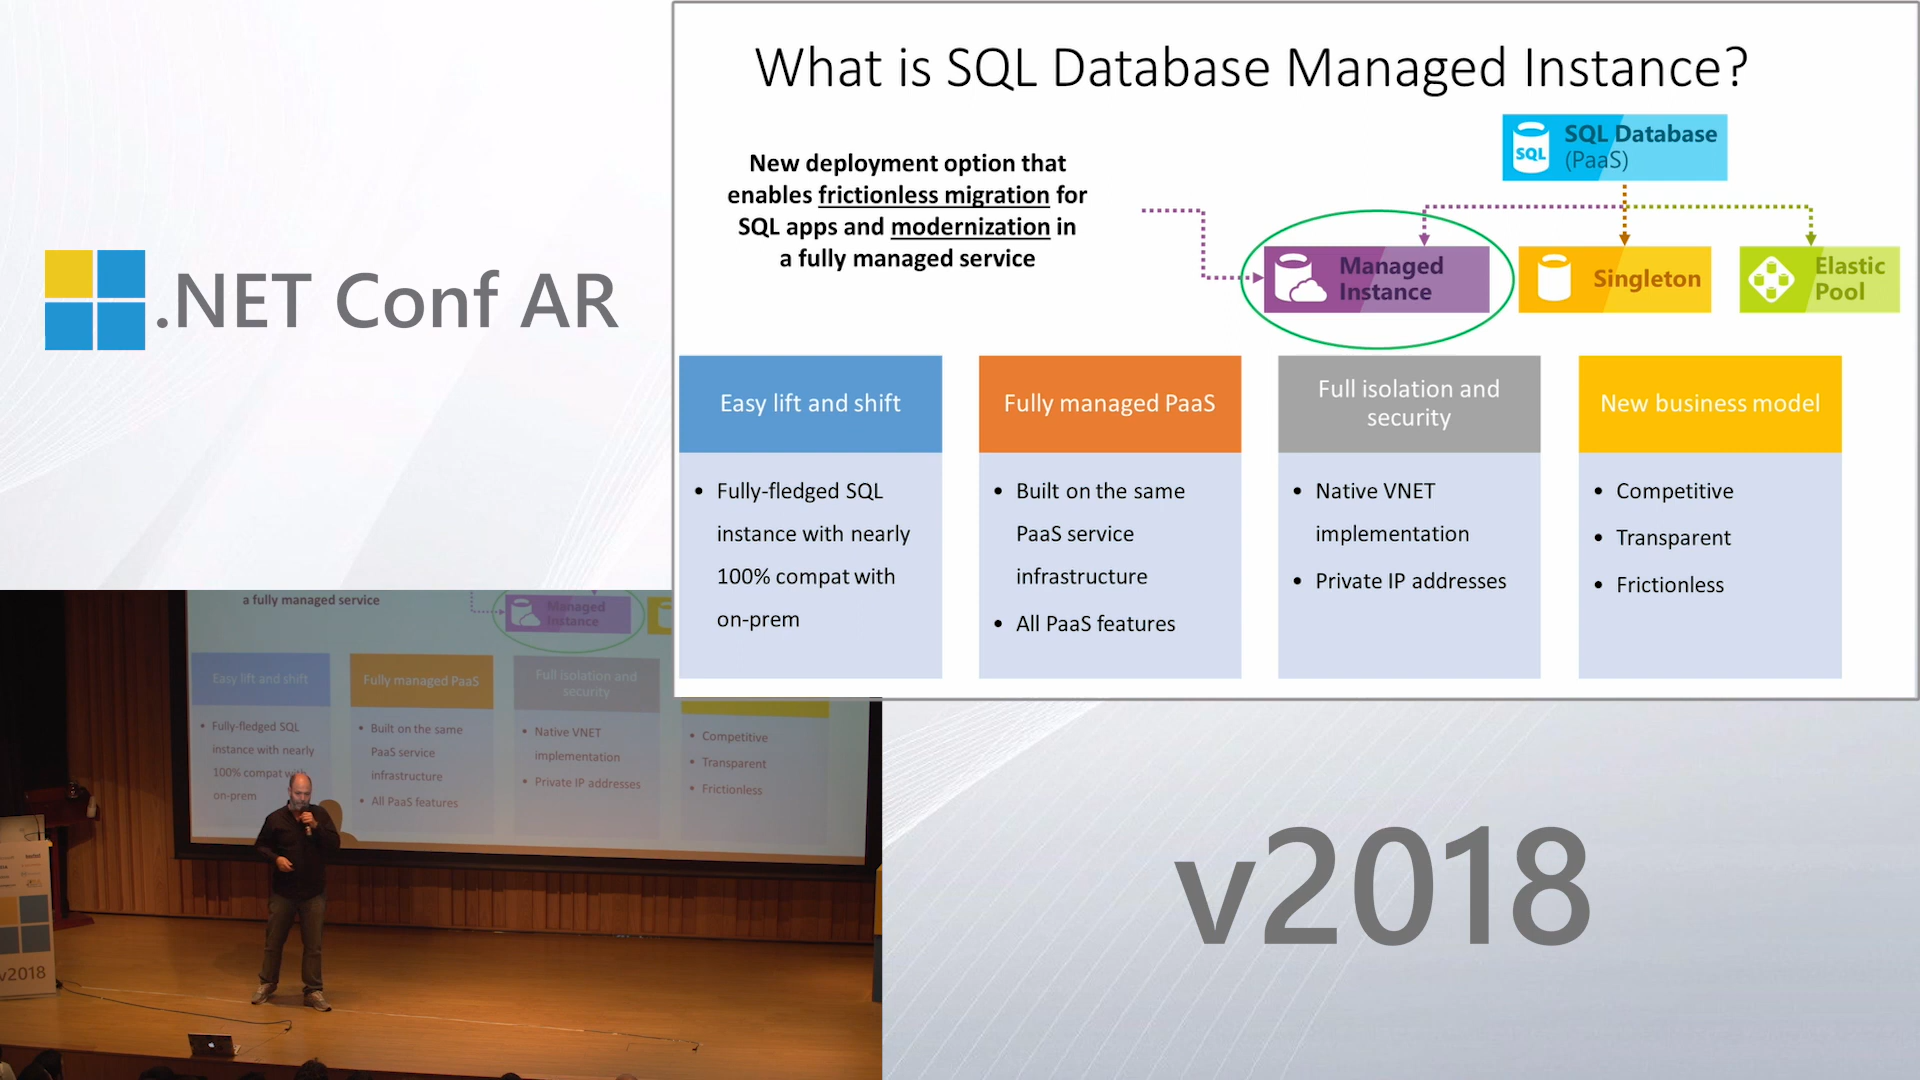 What is SQL Database Managed Instance?
New deployment option that
enables frictionless migration for
SQL apps and modernization in
a fully managed service
SQL
SQL Database
(PaaS)
Managed
Instance
Singleton
Elastic
Pool
Easy lift and shift
Fully managed PaaS
Full isolation and
security
New business model
• Fully-fledged SQL
instance with nearly
100% compat with
on-prem
• Built on the same
PaaS service
infrastructure
• All PaaS features
• Native VNET
implementation
• Private IP addresses
• Competitive
• Transparent
• Frictionless
.NET Conf AR
a fully managed service
Managed
Instance
Easy lift and shift
Fully managed PaaS
Full isolation and
security
• Fully-fledged SQL
instance with nearly
100% compat with
on-prem
• Built on the same
PaaS service
infrastructure
• All PaaS features
• Native VNET
implementation
• Private IP addresses
• Competitive
• Transparent
• Frictionless
v2018
v2018